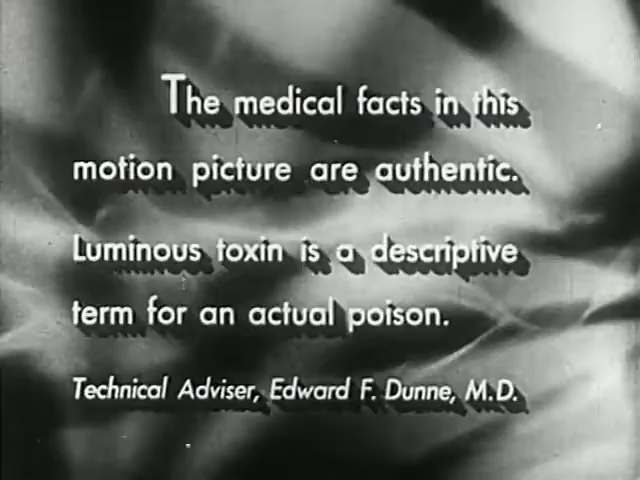 The medical facts in this
motion picture are authentic.
Luminous toxin is a descriptive
term for an actual poison.
Technical Adviser, Edward F. Dunne, M.D.